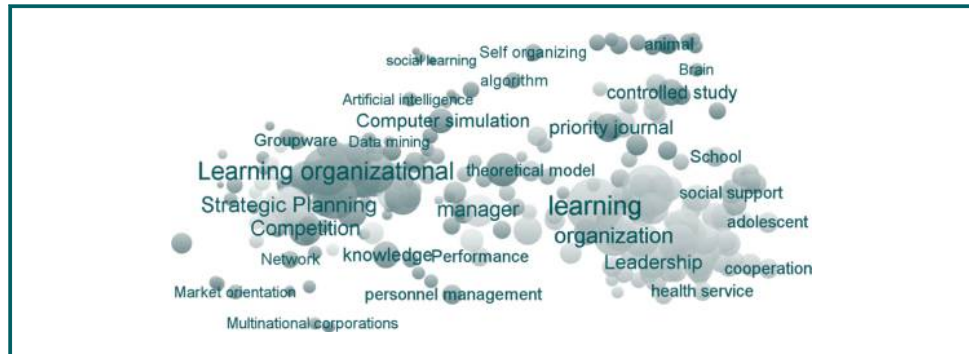 animal
Self organizing
social learning
Brain
algorithm
controlled study
Artificial intelligence
Computer simulation
priority journal
Groupware
Data mining
School
Learning organizational
theoretical model
social support
Strategic Planning
manager
learning
adolescent
Competition
organization
Network
knowledge
Performance
Leadership
cooperation
Market orientation
personnel management
health service
Multinational corporations